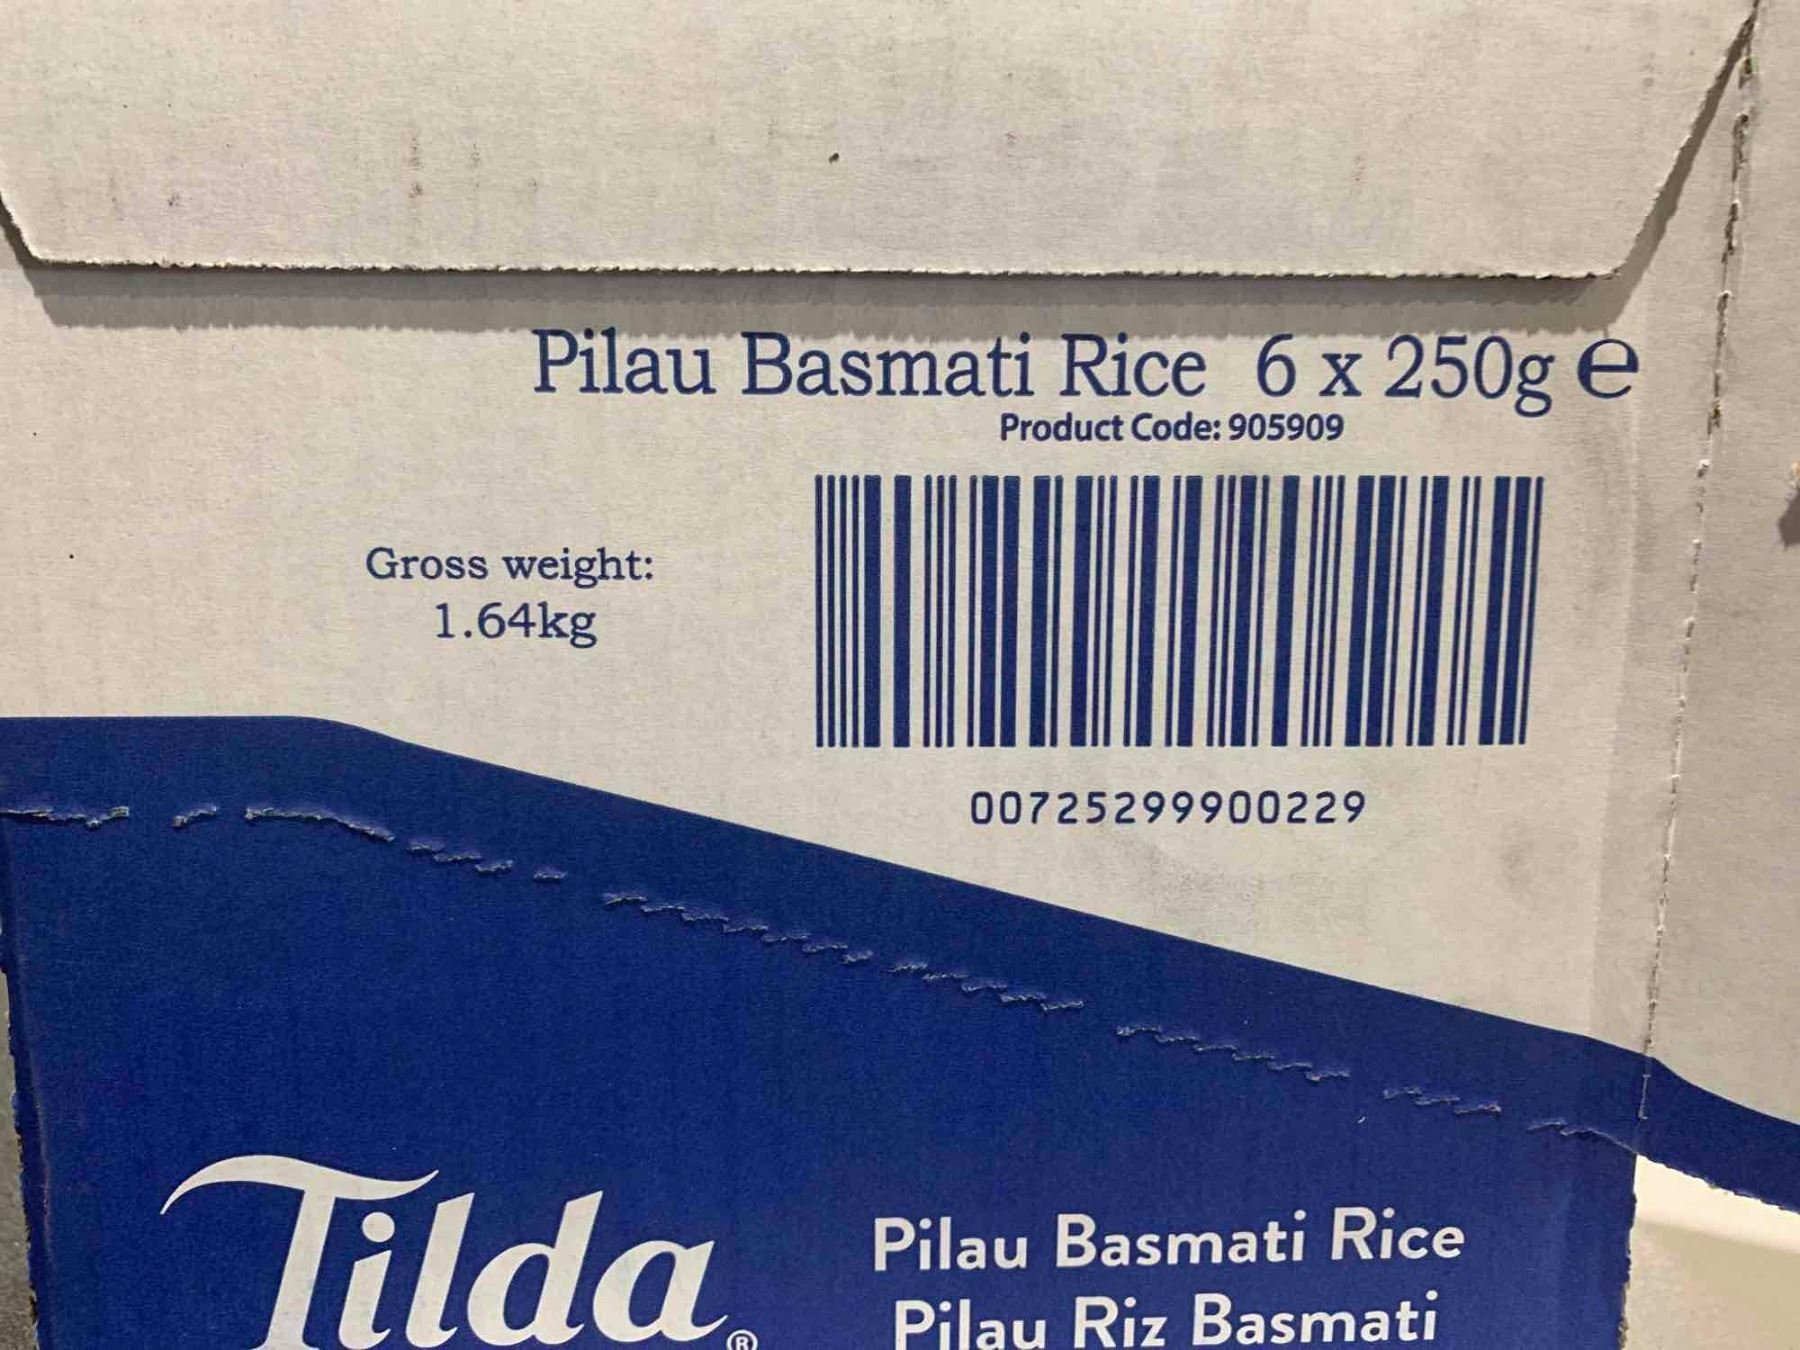 Pilau Basmati Rice 6 x 250g ℮
Product Code: 905909
Gross weight:
1.64kg
00725299900229
Tilda®
Pilau Basmati Rice
Pilau Riz Basmati